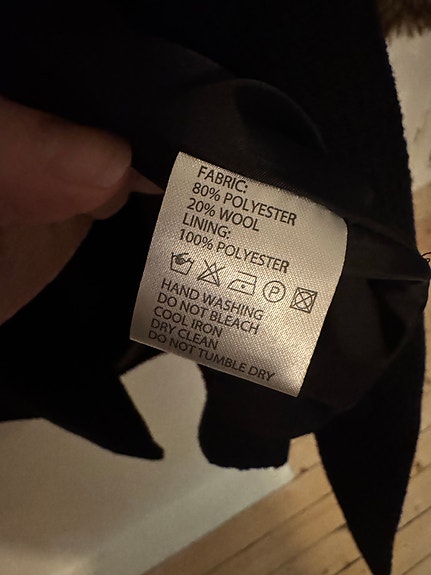 FABRIC:
80% POLYESTER
20% WOOL
LINING:
100% POLYESTER
P
HAND WASHING
DO NOT BLEACH
COOL IRON
DRY CLEAN
DO NOT TUMBLE DRY